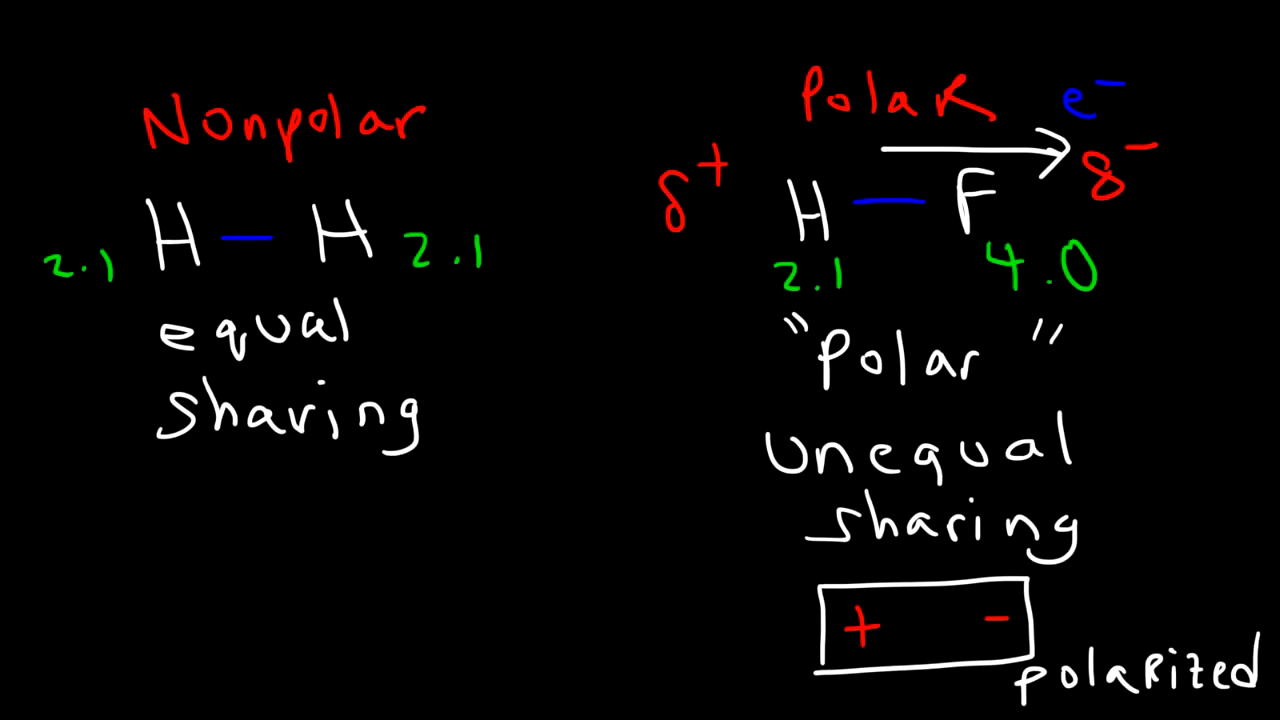 Nonpolar
H — H
2.1 2.1
equal
sharing
Polar e⁻
δ⁺ H — F δ⁻
2.1 4.0
"Polar"
unequal
sharing
+ -
polarized